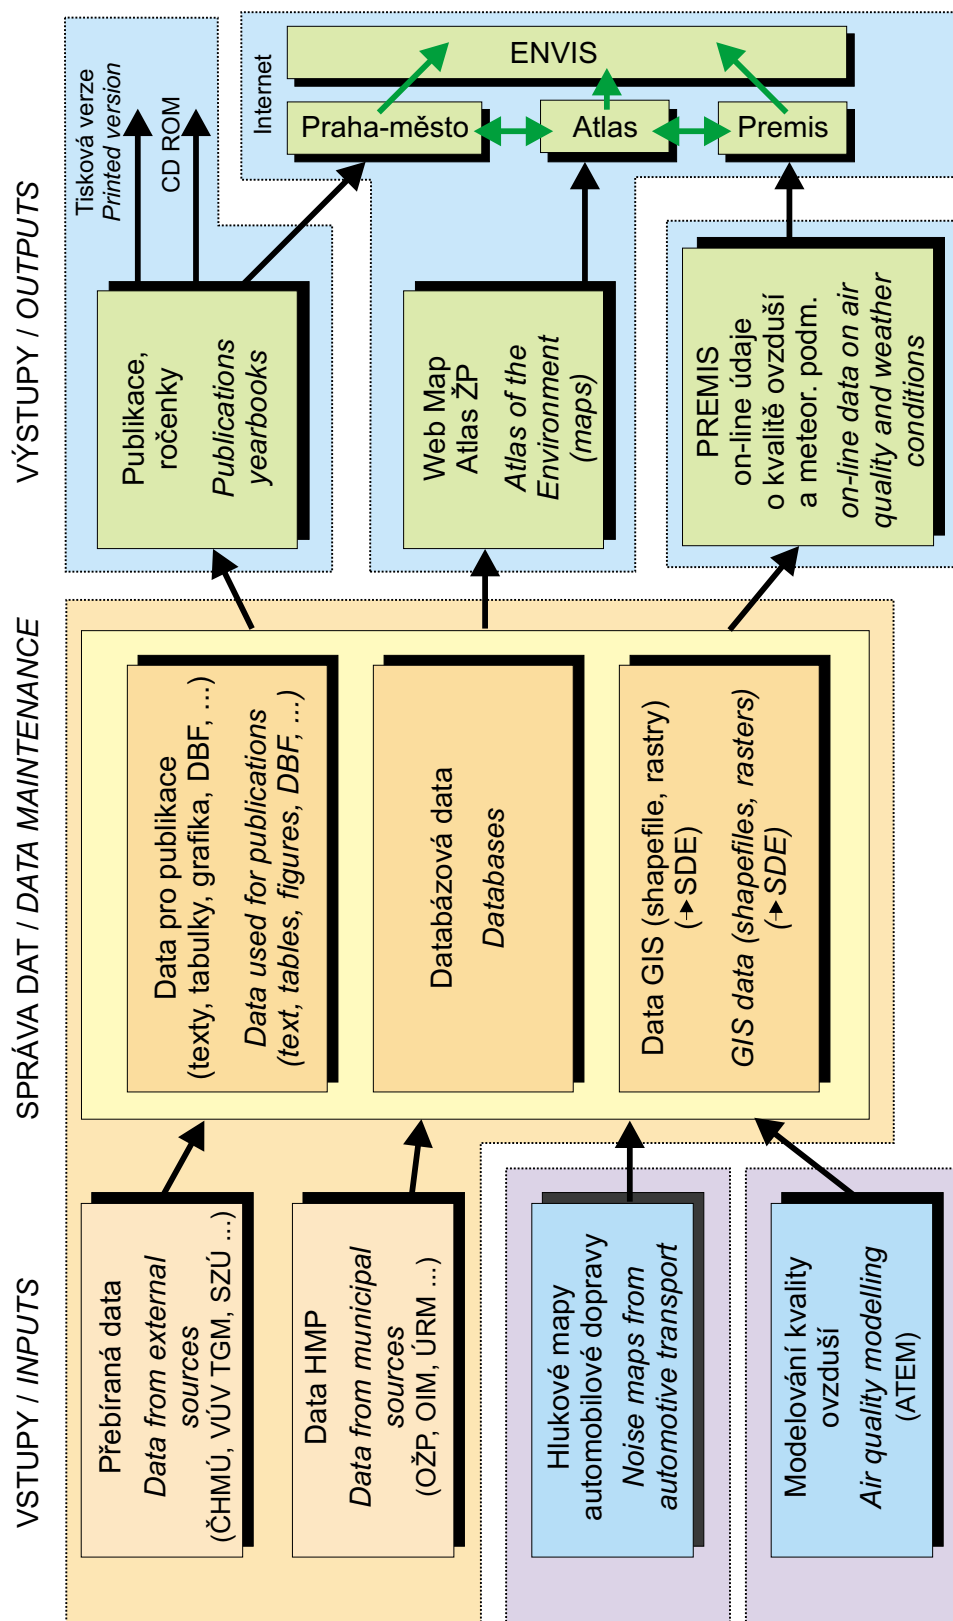 VSTUPY / INPUTS
SPRÁVA DAT / DATA MAINTENANCE
VÝSTUPY / OUTPUTS
Přebíraná data
Data from external
sources
(ČHMÚ, VÚV TGM, SZÚ ...)
Data HMP
Data from municipal
sources
(OŽP, OIM, ÚRM ...)
Hlukové mapy
automobilové dopravy
Noise maps from
automotive transport
Modelování kvality
ovzduší
Air quality modelling
(ATEM)
Data pro publikace
(texty, tabulky, grafika, DBF, ...)
Data used for publications
(text, tables, figures, DBF, ...)
Databázová data
Databases
Data GIS (shapefile, rastry)
(→SDE)
GIS data (shapefiles, rasters)
(→SDE)
Publikace,
ročenky
Publications
yearbooks
Web Map
Atlas ŽP
Atlas of the
Environment
(maps)
PREMIS
on-line údaje
o kvalitě ovzduší
a meteor. podm.
on-line data on air
quality and weather
conditions
Tisková verze
Printed version
CD ROM
Internet
Praha-město
Atlas
Premis
ENVIS